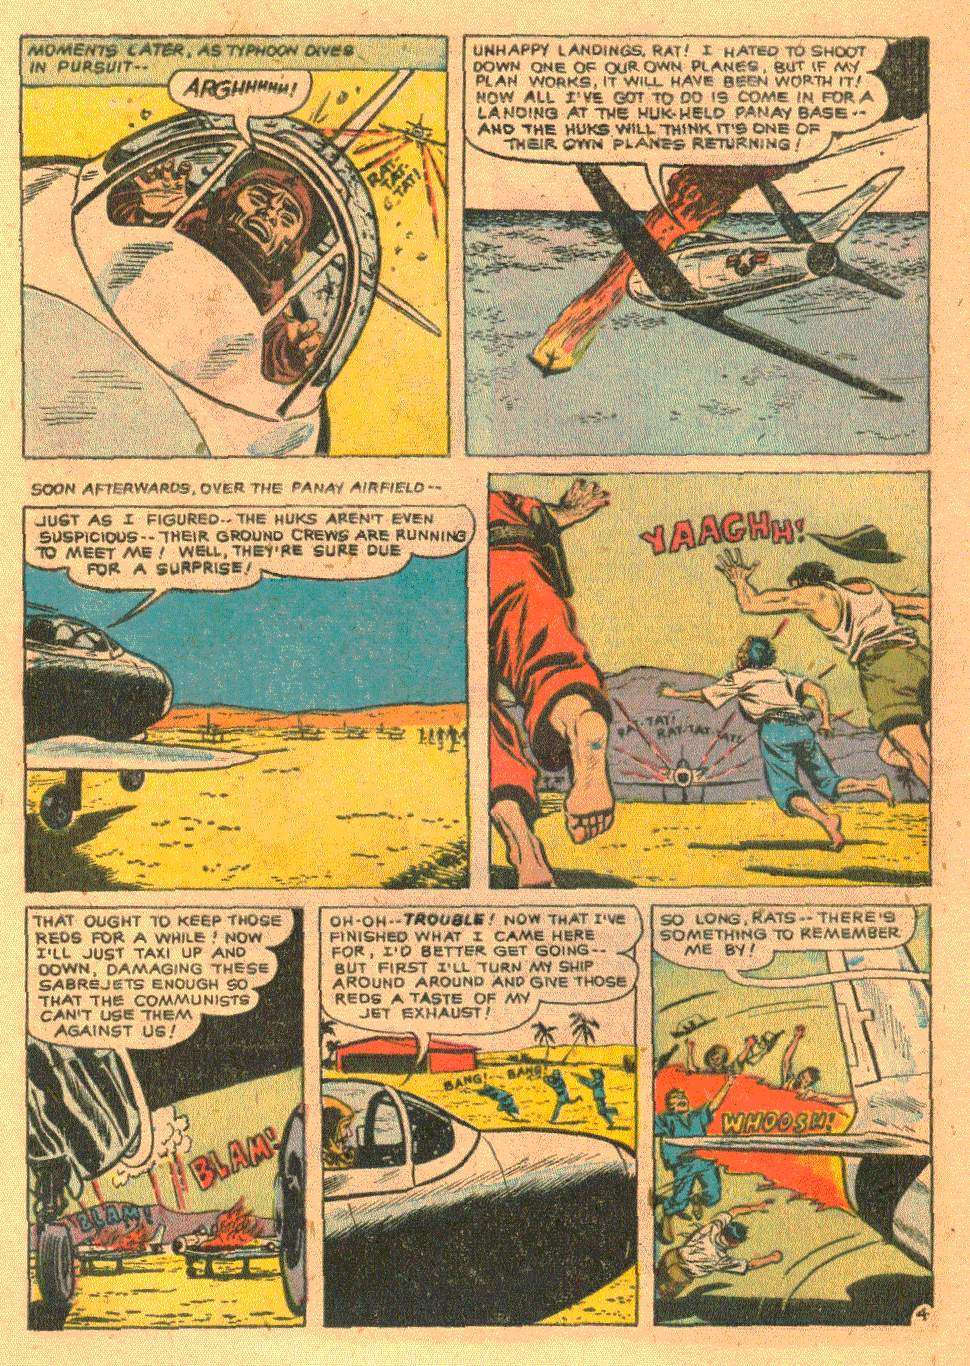 MOMENTS LATER, AS TYPHOON DIVES
IN PURSUIT--
ARGHHHHH!
RAT-
TAT-
TAT!
UNHAPPY LANDINGS, RAT! I HATED TO SHOOT
DOWN ONE OF OUR OWN PLANES, BUT IF MY
PLAN WORKS, IT WILL HAVE BEEN WORTH IT!
NOW ALL I'VE GOT TO DO IS COME IN FOR A
LANDING AT THE HUK-HELD PANAY BASE--
AND THE HUKS WILL THINK IT'S ONE OF
THEIR OWN PLANES RETURNING!
SOON AFTERWARDS, OVER THE PANAY AIRFIELD--
JUST AS I FIGURED-- THE HUKS AREN'T EVEN
SUSPICIOUS-- THEIR GROUND CREWS ARE RUNNING
TO MEET ME! WELL, THEY'RE SURE DUE
FOR A SURPRISE!
YAAGHH!
RAT-TAT!
RAT-TAT-TAT!
THAT OUGHT TO KEEP THOSE
REDS FOR A WHILE! NOW
I'LL JUST TAXI UP AND
DOWN, DAMAGING THESE
SABREJETS ENOUGH SO
THAT THE COMMUNISTS
CAN'T USE THEM
AGAINST US!
BLAM!
BLAM!
OH-OH-- TROUBLE! NOW THAT I'VE
FINISHED WHAT I CAME HERE
FOR, I'D BETTER GET GOING--
BUT FIRST I'LL TURN MY SHIP
AROUND AROUND AND GIVE THOSE
REDS A TASTE OF MY
JET EXHAUST!
BANG! BANG!
SO LONG, RATS-- THERE'S
SOMETHING TO REMEMBER
ME BY!
WHOOSH!
4